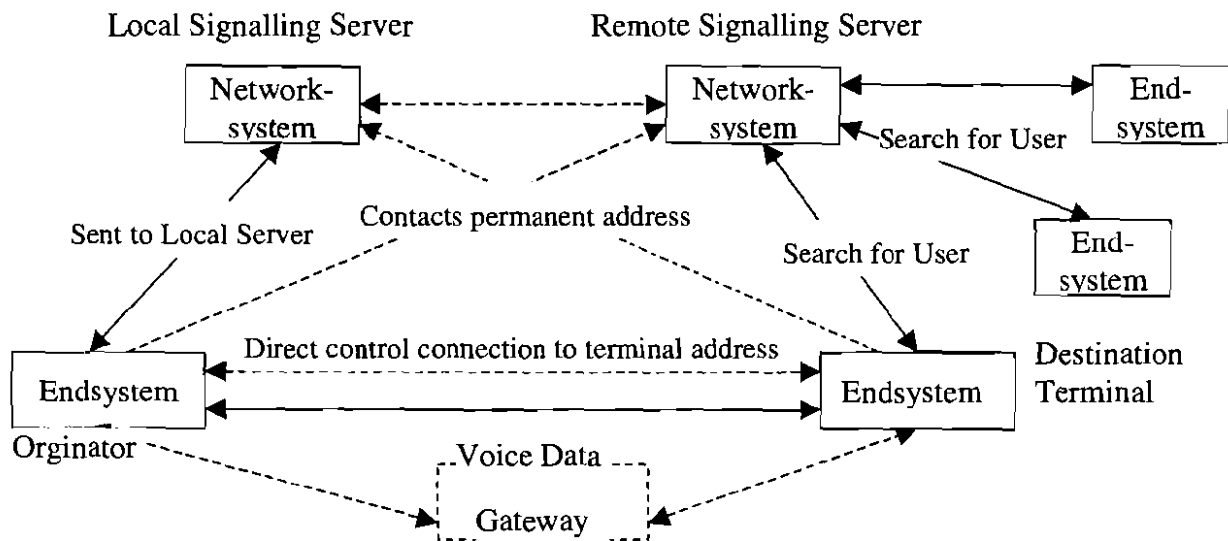 Local Signalling Server
Remote Signalling Server
Network-
system
Network-
system
End-
system
Search for User
End-
system
Contacts permanent address
Sent to Local Server
Search for User
Direct control connection to terminal address
Endsystem
Endsystem
Destination
Terminal
Orginator
Voice Data
Gateway